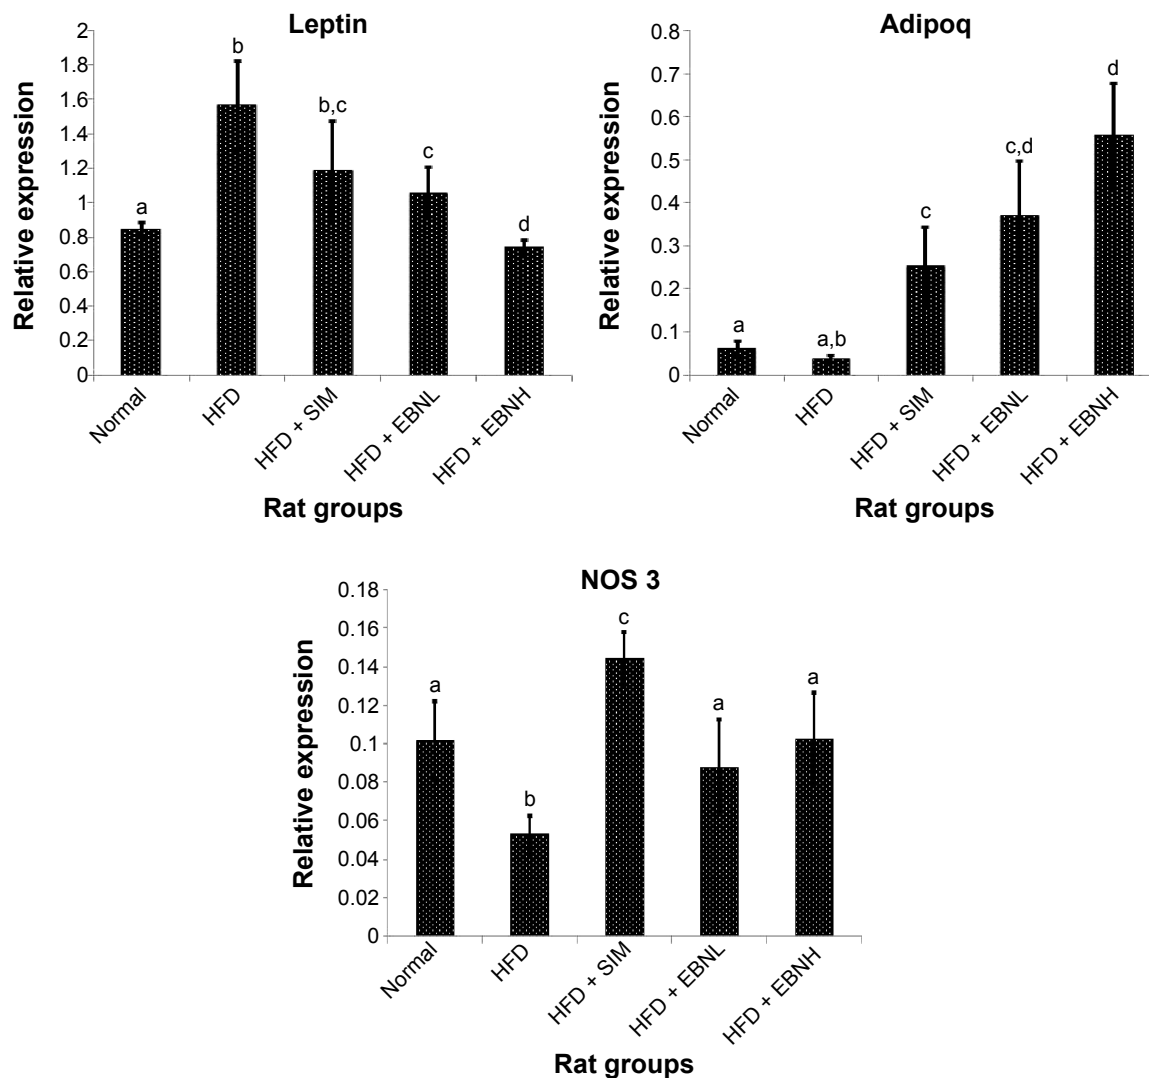 Leptin
Relative expression
2
1.8
1.6
1.4
1.2
1
0.8
0.6
0.4
0.2
0
a
b
b,c
c
d
Normal
HFD
HFD + SIM
HFD + EBNL
HFD + EBNH
Rat groups
Adipoq
Relative expression
0.8
0.7
0.6
0.5
0.4
0.3
0.2
0.1
0
a
a,b
c
c,d
d
Normal
HFD
HFD + SIM
HFD + EBNL
HFD + EBNH
Rat groups
NOS 3
Relative expression
0.18
0.16
0.14
0.12
0.1
0.08
0.06
0.04
0.02
0
a
b
c
a
a
Normal
HFD
HFD + SIM
HFD + EBNL
HFD + EBNH
Rat groups